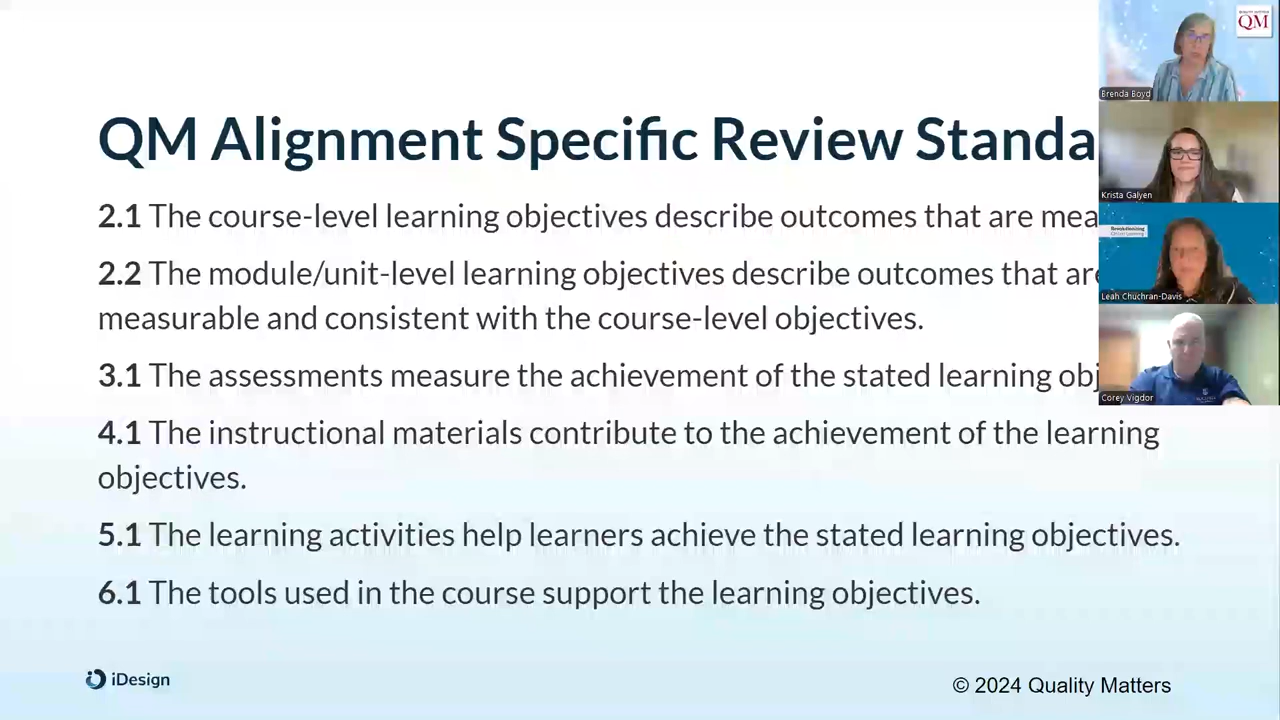 QM Alignment Specific Review Standa
2.1 The course-level learning objectives describe outcomes that are mea
2.2 The module/unit-level learning objectives describe outcomes that are
measurable and consistent with the course-level objectives.
3.1 The assessments measure the achievement of the stated learning obj
4.1 The instructional materials contribute to the achievement of the learning
objectives.
5.1 The learning activities help learners achieve the stated learning objectives.
6.1 The tools used in the course support the learning objectives.
iDesign
© 2024 Quality Matters
QM
Brenda Boyd
Krista Galyen
Leah Chuchran-Davis
Corey Vigdor